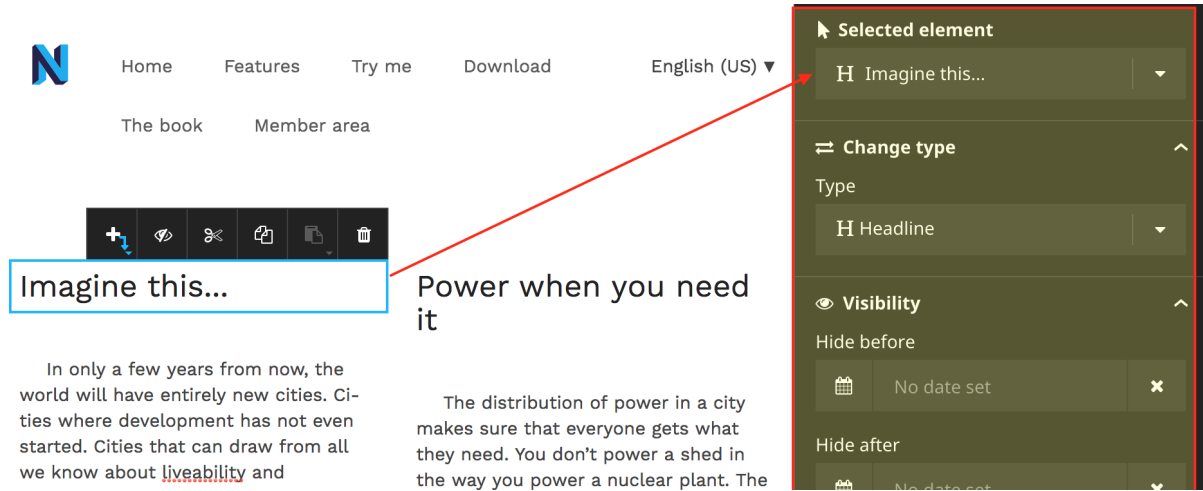 Home Features Try me Download English (US) ▼
The book Member area
Imagine this...
In only a few years from now, the
world will have entirely new cities. Ci-
ties where development has not even
started. Cities that can draw from all
we know about liveability and
Power when you need
it
The distribution of power in a city
makes sure that everyone gets what
they need. You don’t power a shed in
the way you power a nuclear plant. The
Selected element
H Imagine this...
Change type
Type
H Headline
Visibility
Hide before
No date set
Hide after
No date set